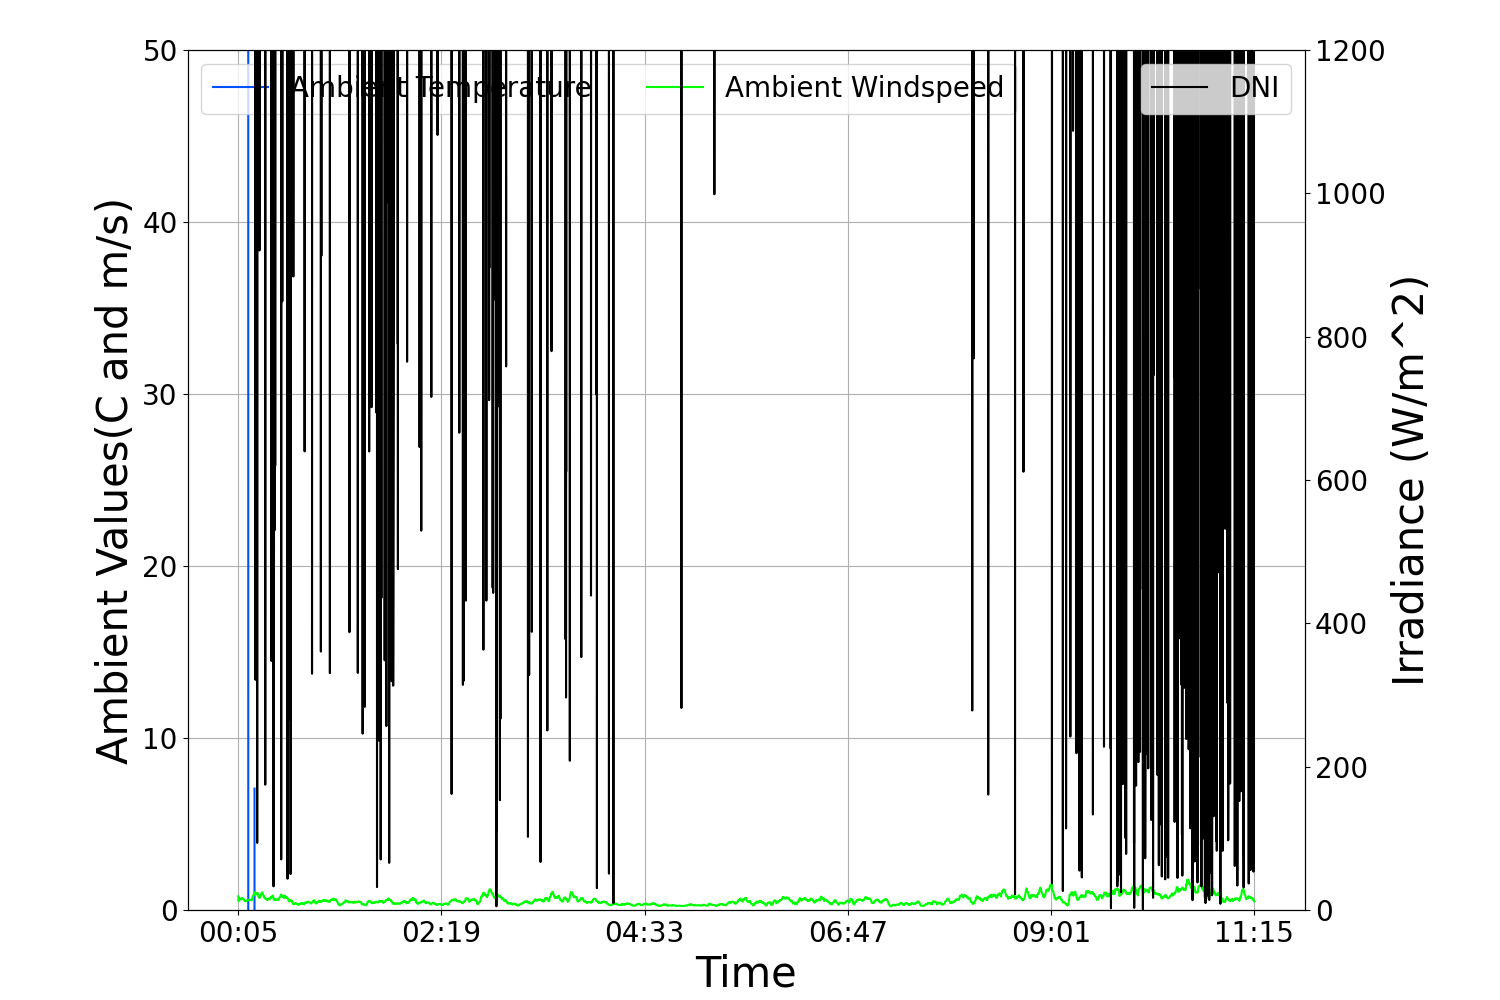 Ambient Temperature
Ambient Windspeed
DNI
Ambient Values(C and m/s)
50
40
30
20
10
0
1200
1000
800
600
400
200
0
Irradiance (W/m^2)
00:05 02:19 04:33 06:47 09:01 11:15
Time